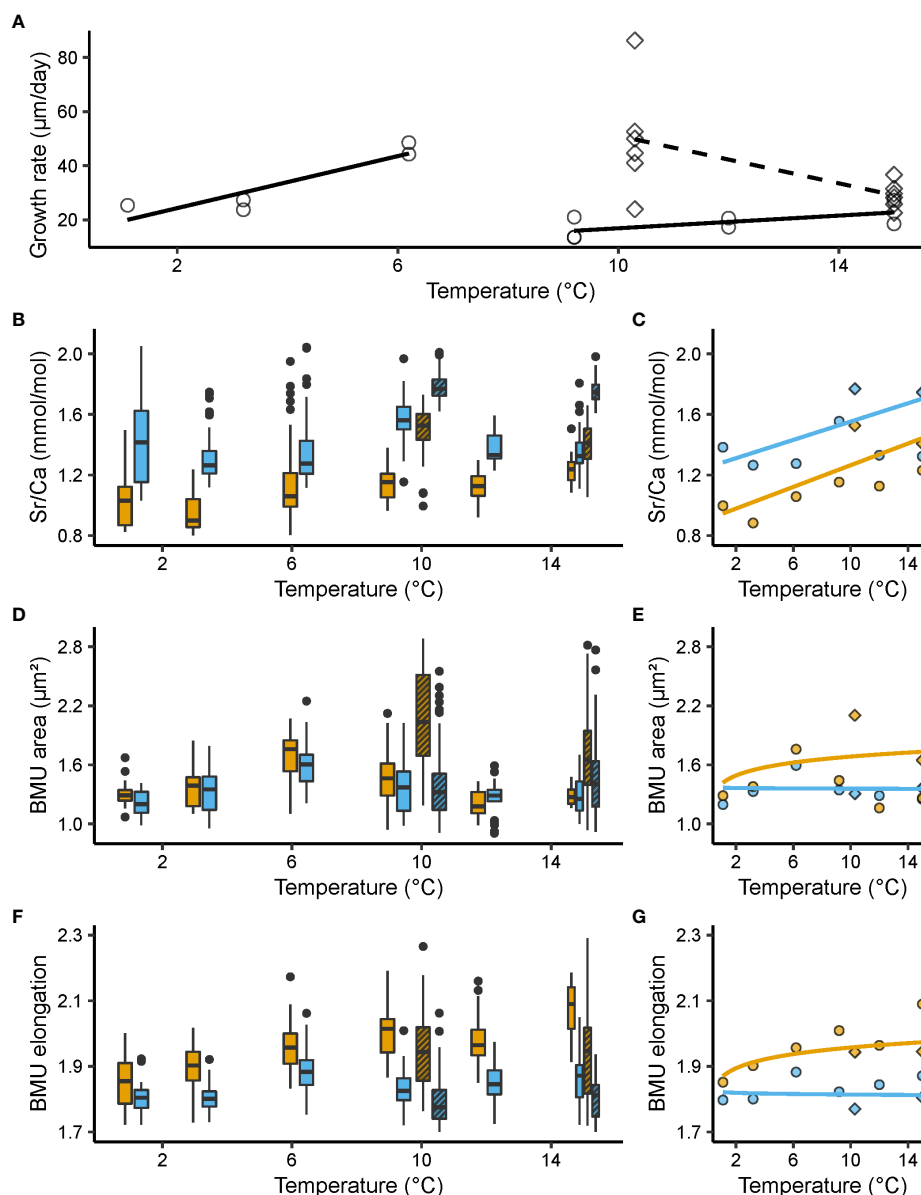 A
Growth rate (µm/day)
80
60
40
20
2
6
10
14
Temperature (°C)
B
Sr/Ca (mmol/mol)
2.0
1.6
1.2
0.8
2
6
10
14
Temperature (°C)
C
Sr/Ca (mmol/mol)
2.0
1.6
1.2
0.8
2
6
10
14
Temperature (°C)
D
BMU area (µm²)
2.8
2.2
1.6
1.0
2
6
10
14
Temperature (°C)
E
BMU area (µm²)
2.8
2.2
1.6
1.0
2
6
10
14
Temperature (°C)
F
BMU elongation
2.3
2.1
1.9
1.7
2
6
10
14
Temperature (°C)
G
BMU elongation
2.3
2.1
1.9
1.7
2
6
10
14
Temperature (°C)